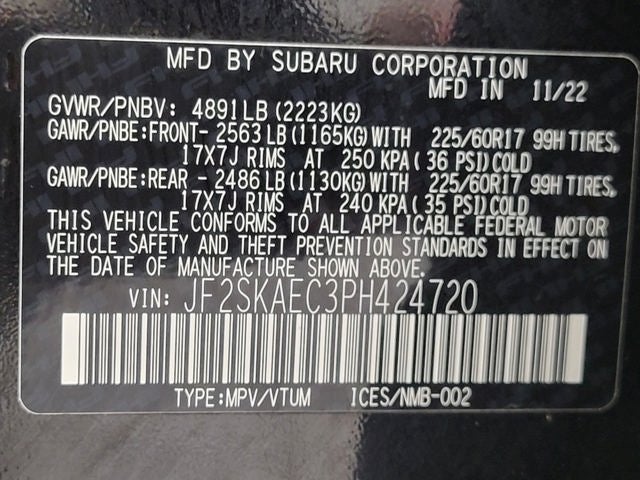 MFD BY SUBARU CORPORATION
MFD IN 11/22
GVWR/PNBV: 4891LB (2223KG)
GAWR/PNBE:FRONT- 2563LB (1165KG) WITH 225/60R17 99H TIRES,
17X7J RIMS AT 250 KPA (36 PSI) COLD
GAWR/PNBE:REAR - 2486LB (1130KG) WITH 225/60R17 99H TIRES,
17X7J RIMS AT 240 KPA (35 PSI) COLD
THIS VEHICLE CONFORMS TO ALL APPLICABLE FEDERAL MOTOR
VEHICLE SAFETY AND THEFT PREVENTION STANDARDS IN EFFECT ON
THE DATE OF MANUFACTURE SHOWN ABOVE.
VIN: JF2SKAEC3PH424720
TYPE:MPV/VTUM ICES/NMB-002